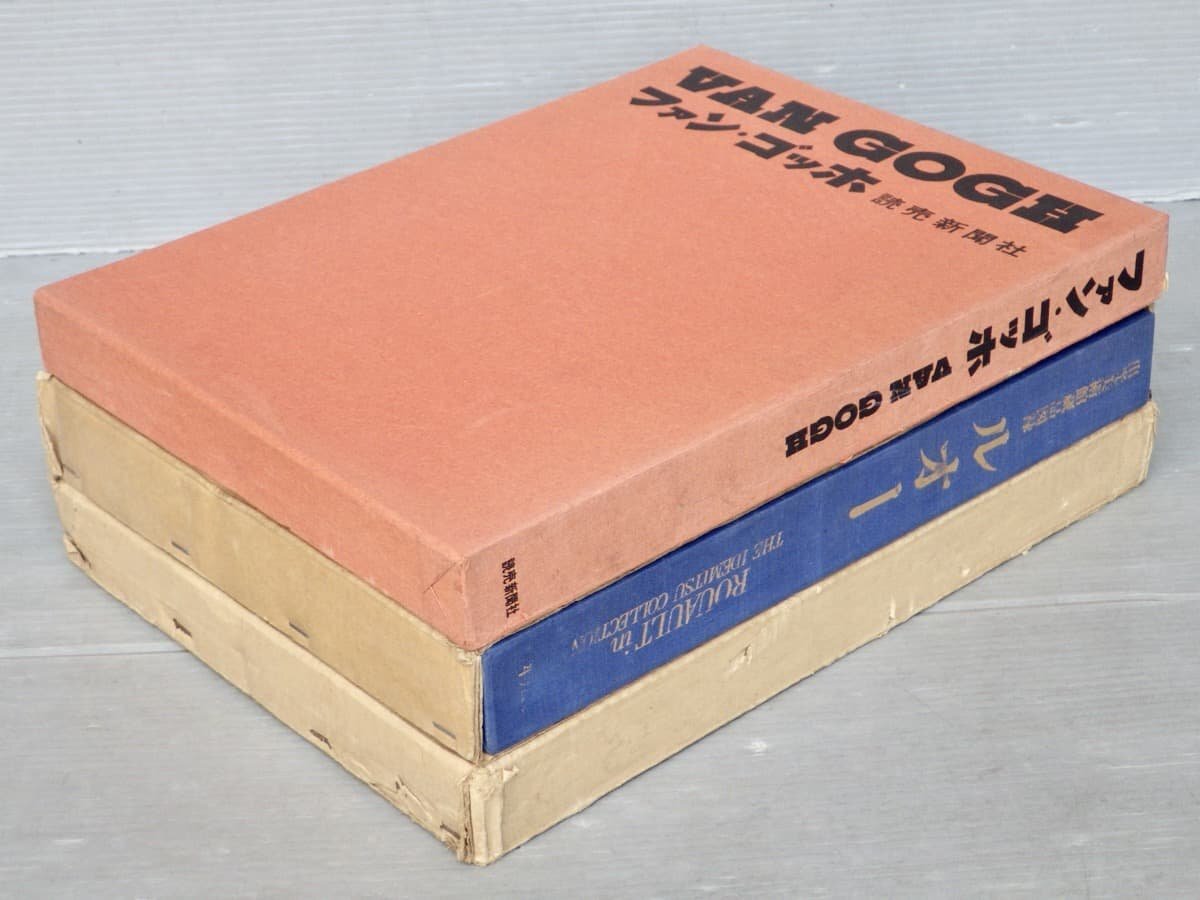 VAN GOGH
ファン・ゴッホ
読売新聞社
ファン・ゴッホ VAN GOGH
読売新聞社
ルオー
ROUAULT in
THE IDEMITSU COLLECTION